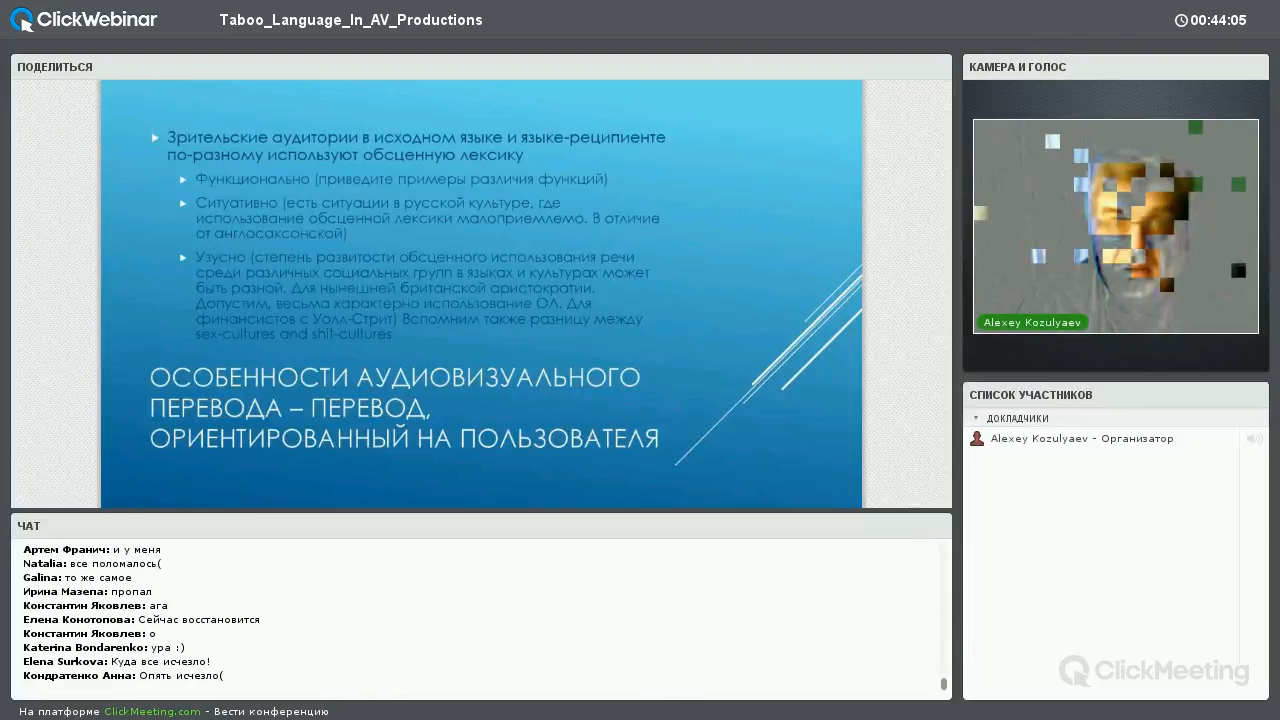 ClickWebinar
Taboo_Language_In_AV_Productions
00:44:05
ПОДЕЛИТЬСЯ
Зрительские аудитории в исходном языке и языке-реципиенте
по-разному используют обсценную лексику
Функционально (приведите примеры различия функций)
Ситуативно (есть ситуации в русской культуре, где
использование обсценной лексики малоприемлемо. В отличие
от англосаксонской)
Узусно (степень развитости обсценного использования речи
среди различных социальных групп в языках и культурах может
быть разной. Для нынешней британской аристократии.
Допустим, весьма характерно использование ОЛ. Для
финансистов с Уолл-Стрит) Вспомним также разницу между
sex-cultures and shit-cultures
ОСОБЕННОСТИ АУДИОВИЗУАЛЬНОГО
ПЕРЕВОДА – ПЕРЕВОД,
ОРИЕНТИРОВАННЫЙ НА ПОЛЬЗОВАТЕЛЯ
КАМЕРА И ГОЛОС
Alexey Kozulyaev
СПИСОК УЧАСТНИКОВ
ДОКЛАДЧИКИ
Alexey Kozulyaev - Организатор
ClickMeeting
ЧАТ
Артем Франич: и у меня
Natalia: все поломалось(
Galina: то же самое
Ирина Мазепа: пропал
Константин Яковлев: ага
Елена Конотопова: Сейчас восстановится
Константин Яковлев: о
Katerina Bondarenko: ура :)
Elena Surkova: Куда все исчезло!
Кондратенко Анна: Опять исчезло(
На платформе ClickMeeting.com - Вести конференцию